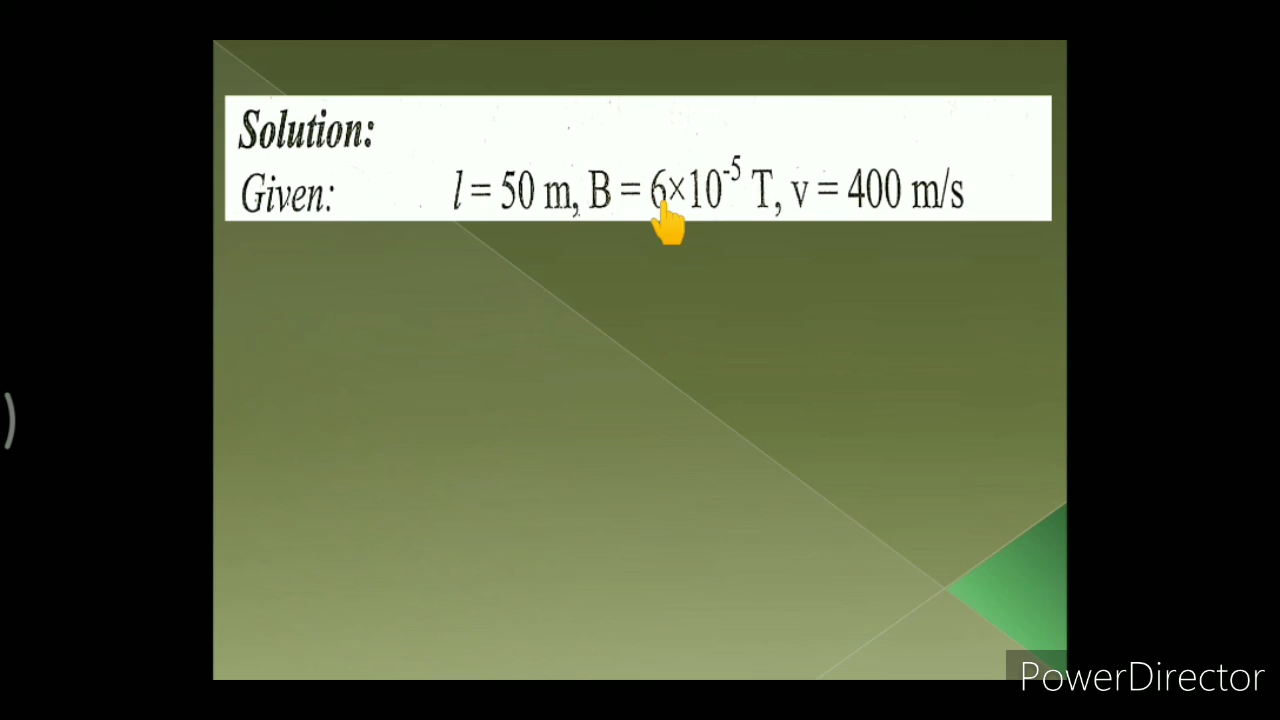 Solution:
Given: l = 50 m, B = 6×10⁻⁵ T, v = 400 m/s
PowerDirector